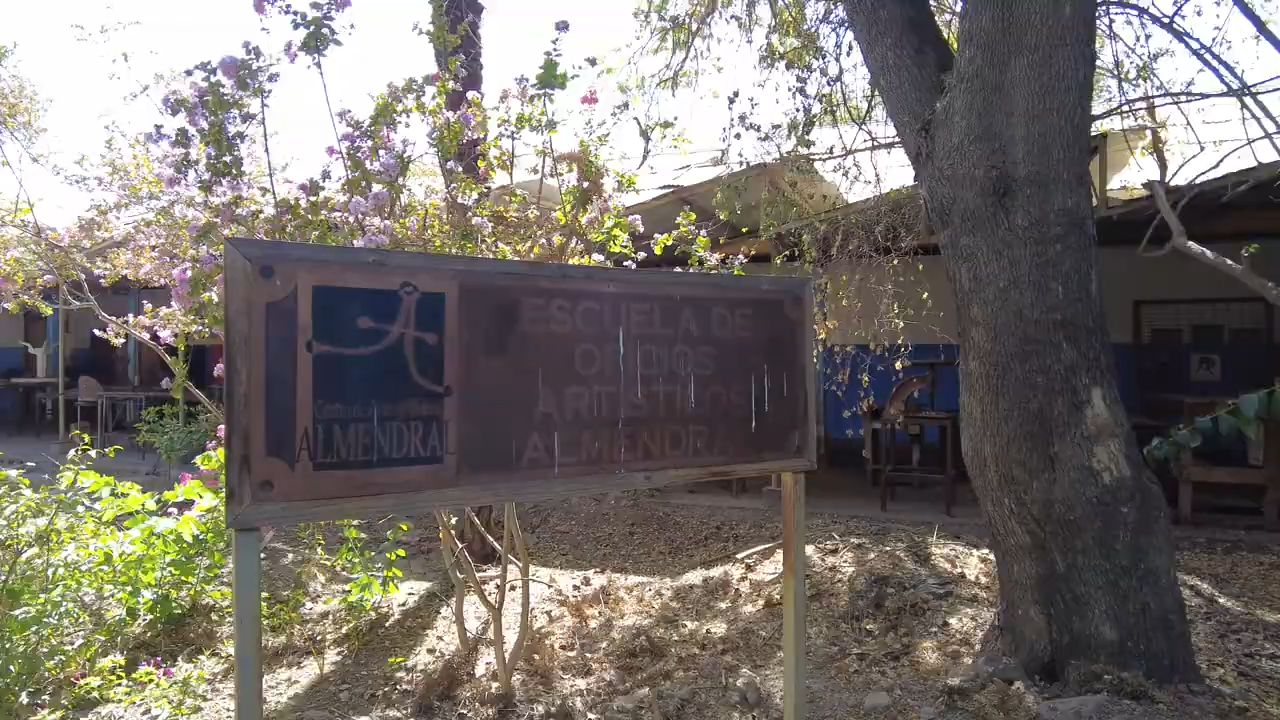 ALMENDRAL
ESCUELA DE
OFICIOS
ARTISTICOS
ALMENDRAL